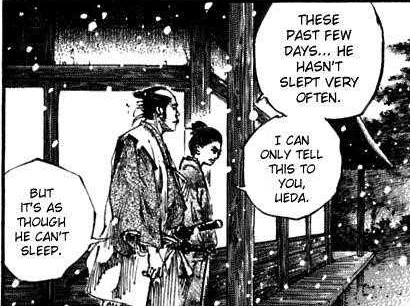 THESE
PAST FEW
DAYS... HE
HASN'T
SLEPT VERY
OFTEN.
I CAN
ONLY TELL
THIS TO
YOU,
UEDA.
BUT
IT'S AS
THOUGH
HE CAN'T
SLEEP.